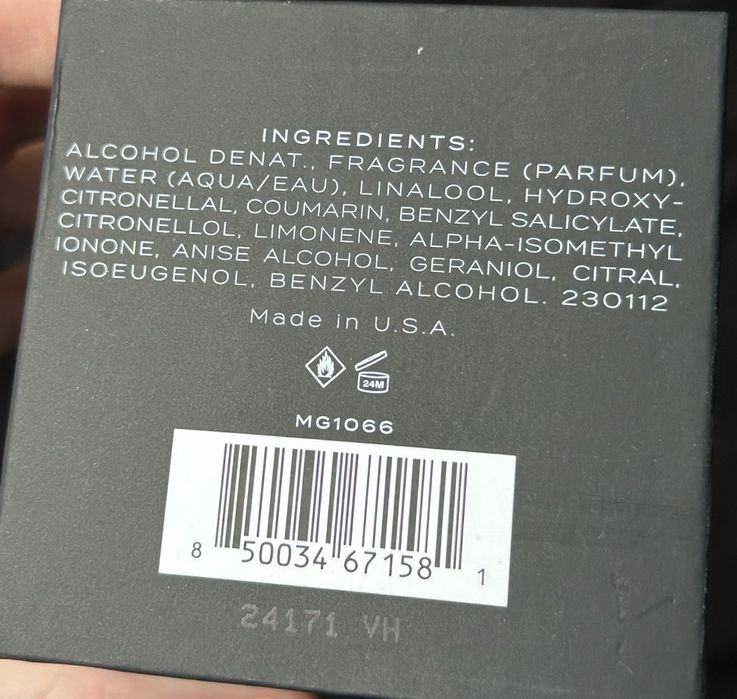 INGREDIENTS:
ALCOHOL DENAT., FRAGRANCE (PARFUM),
WATER (AQUA/EAU), LINALOOL, HYDROXY-
CITRONELLAL, COUMARIN, BENZYL SALICYLATE,
CITRONELLOL, LIMONENE, ALPHA-ISOMETHYL
IONONE, ANISE ALCOHOL, GERANIOL, CITRAL,
ISOEUGENOL, BENZYL ALCOHOL. 230112
Made in U.S.A.
24M
MG1066
8 50034 67158 1
24171 VH